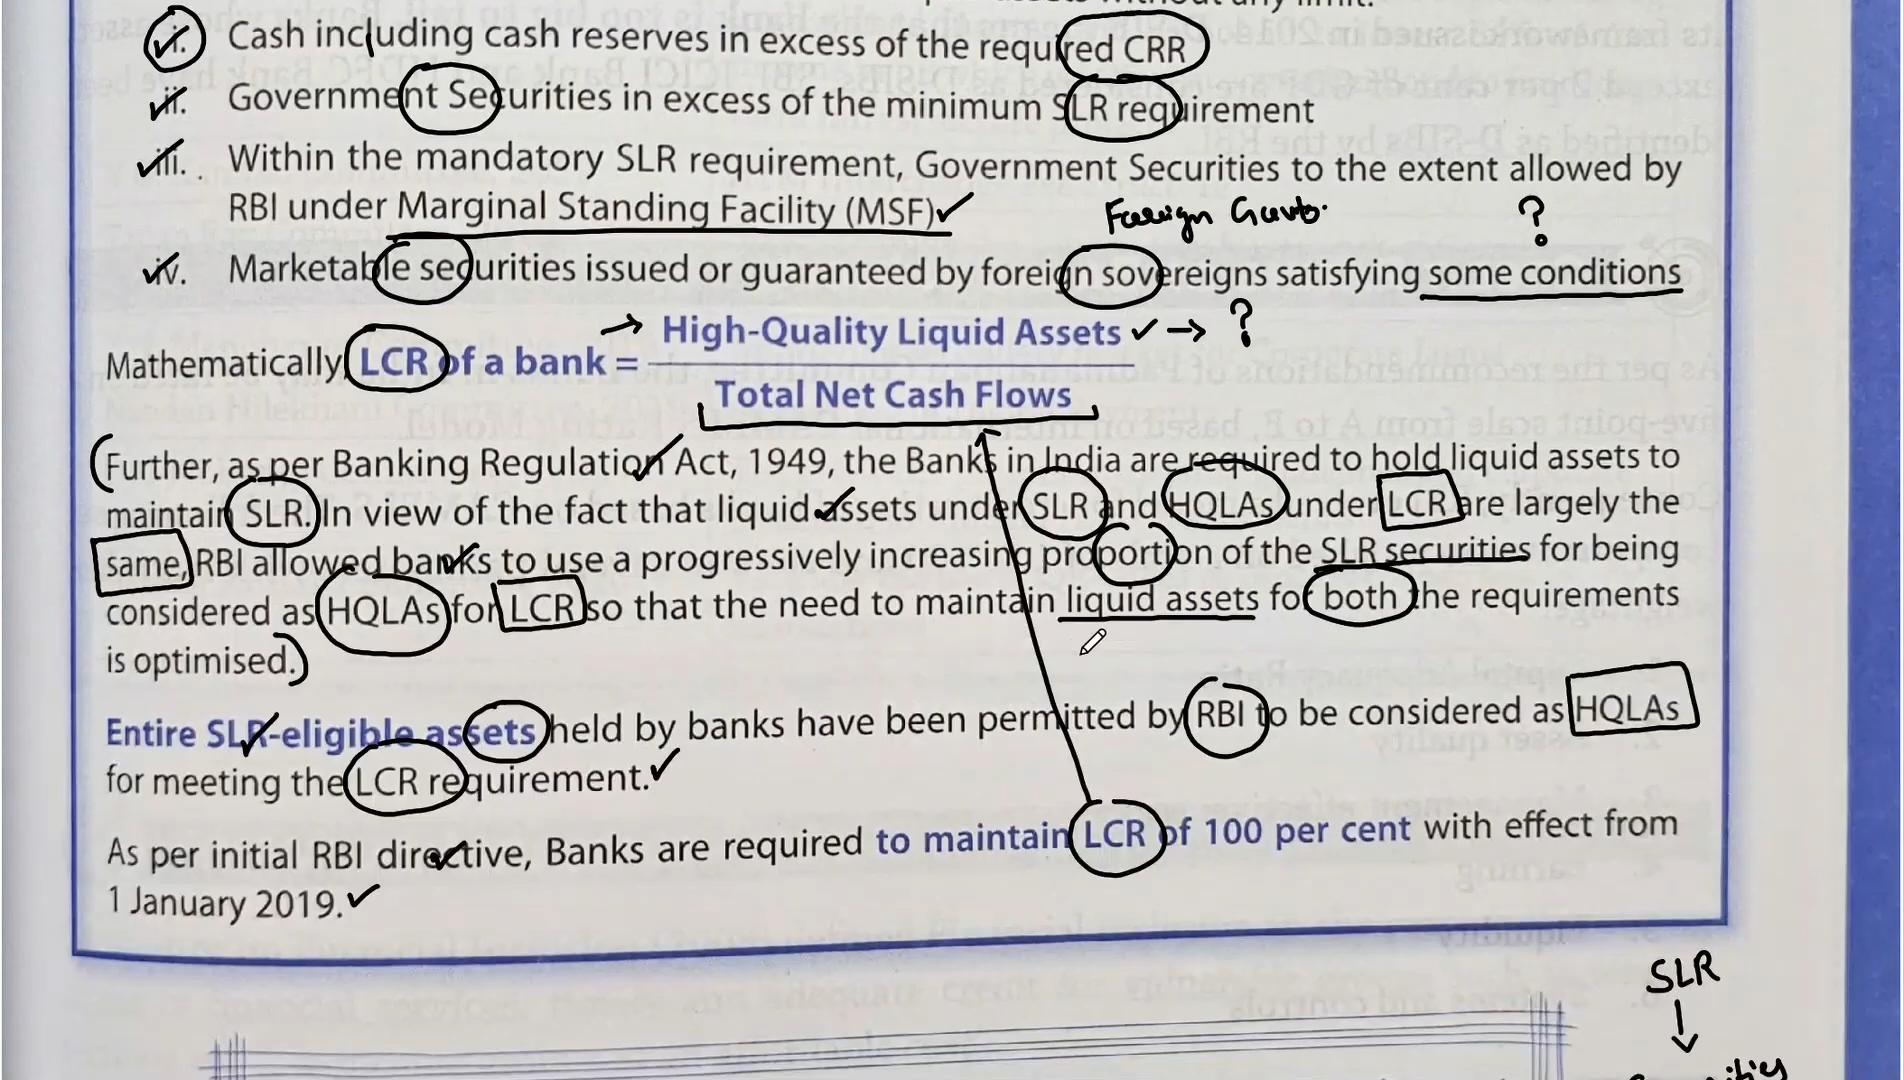 any limit.
i. Cash including cash reserves in excess of the required CRR
ii. Government Securities in excess of the minimum SLR requirement
iii. Within the mandatory SLR requirement, Government Securities to the extent allowed by
RBI under Marginal Standing Facility (MSF)
Foreign Govts. ?
iv. Marketable securities issued or guaranteed by foreign sovereigns satisfying some conditions
Mathematically LCR of a bank = High-Quality Liquid Assets → ?
Total Net Cash Flows
(Further, as per Banking Regulation Act, 1949, the Banks in India are required to hold liquid assets to
maintain SLR. In view of the fact that liquid assets under SLR and HQLAs under LCR are largely the
same, RBI allowed banks to use a progressively increasing proportion of the SLR securities for being
considered as HQLAs for LCR so that the need to maintain liquid assets for both the requirements
is optimised.)
Entire SLR-eligible assets held by banks have been permitted by RBI to be considered as HQLAs
for meeting the LCR requirement.
As per initial RBI directive, Banks are required to maintain LCR of 100 per cent with effect from
1 January 2019.
SLR